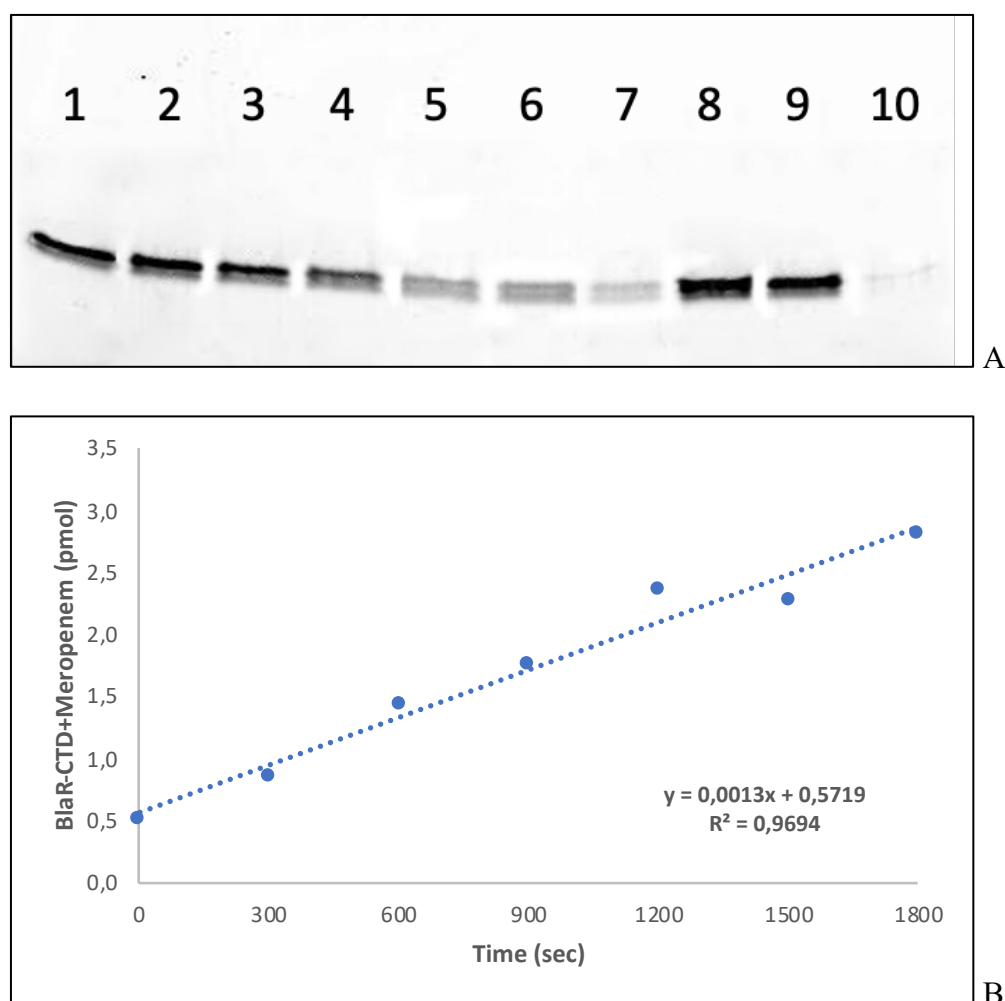 1 2 3 4 5 6 7 8 9 10
A
3,5
3,0
2,5
2,0
1,5
1,0
0,5
0,0
BlaR-CTD+Meropenem (pmol)
y = 0,0013x + 0,5719
R² = 0,9694
0 300 600 900 1200 1500 1800
Time (sec)
B